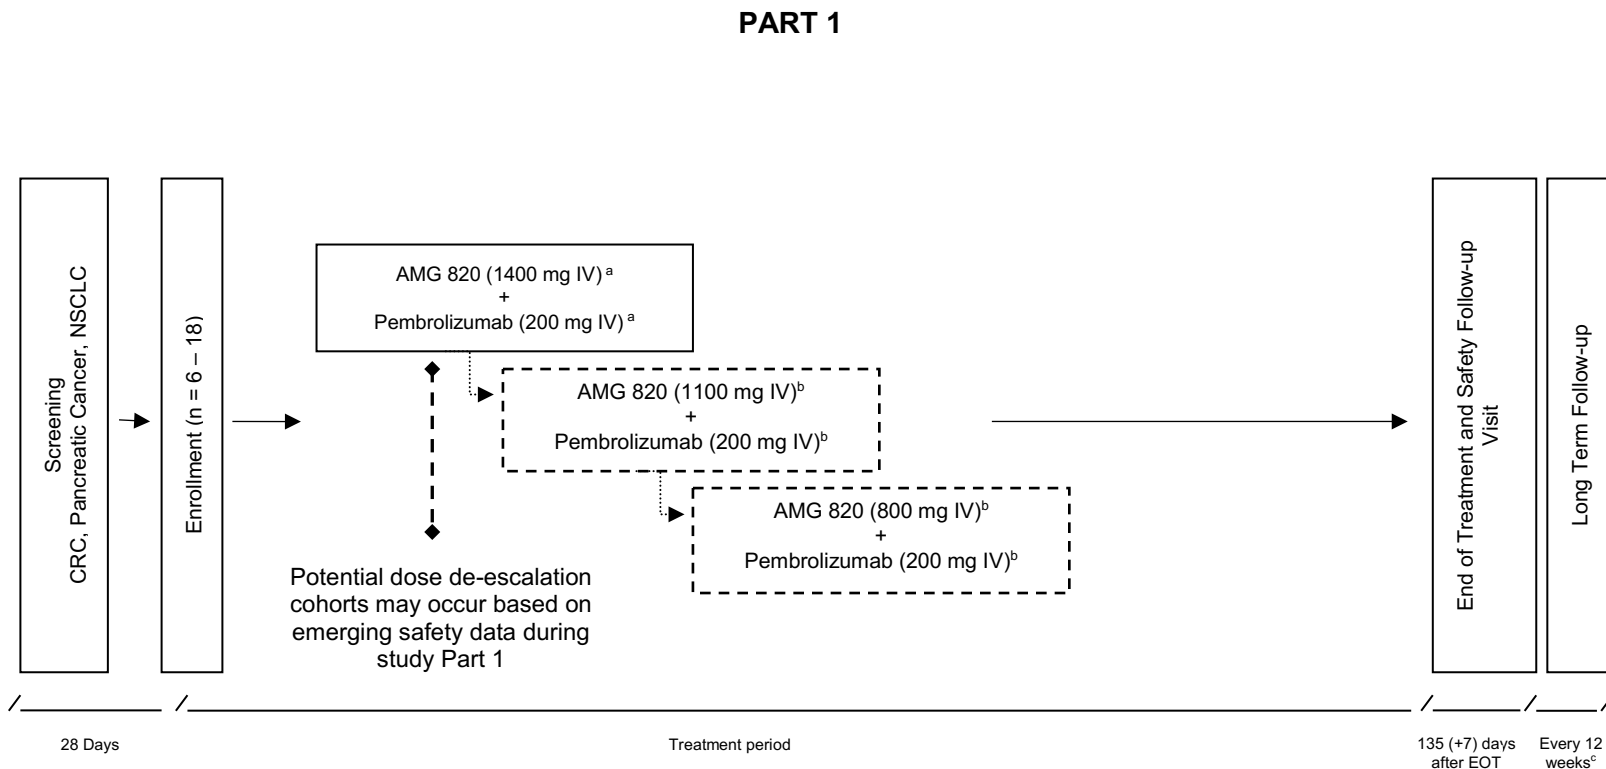 PART 1
Screening
CRC, Pancreatic Cancer, NSCLC
Enrollment (n = 6 – 18)
AMG 820 (1400 mg IV) a
+
Pembrolizumab (200 mg IV) a
AMG 820 (1100 mg IV)b
+
Pembrolizumab (200 mg IV)b
AMG 820 (800 mg IV)b
+
Pembrolizumab (200 mg IV)b
Potential dose de-escalation
cohorts may occur based on
emerging safety data during
study Part 1
End of Treatment and Safety Follow-up
Visit
Long Term Follow-up
28 Days
Treatment period
135 (+7) days
after EOT
Every 12
weeksc